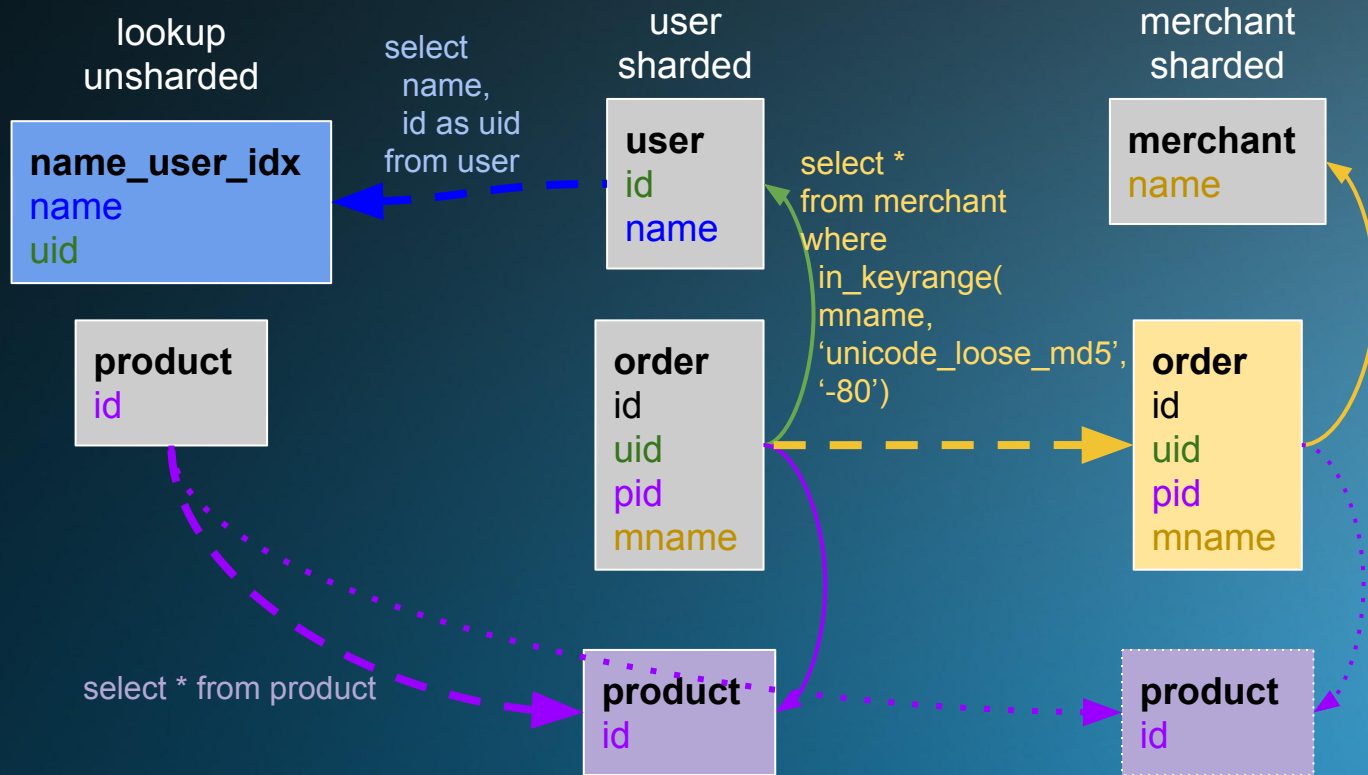 lookup
unsharded
select
name,
id as uid
from user
user
sharded
merchant
sharded
name_user_idx
name
uid
user
id
name
select *
from merchant
where
in_keyrange(
mname,
‘unicode_loose_md5’,
‘-80’)
merchant
name
product
id
order
id
uid
pid
mname
order
id
uid
pid
mname
select * from product
product
id
product
id